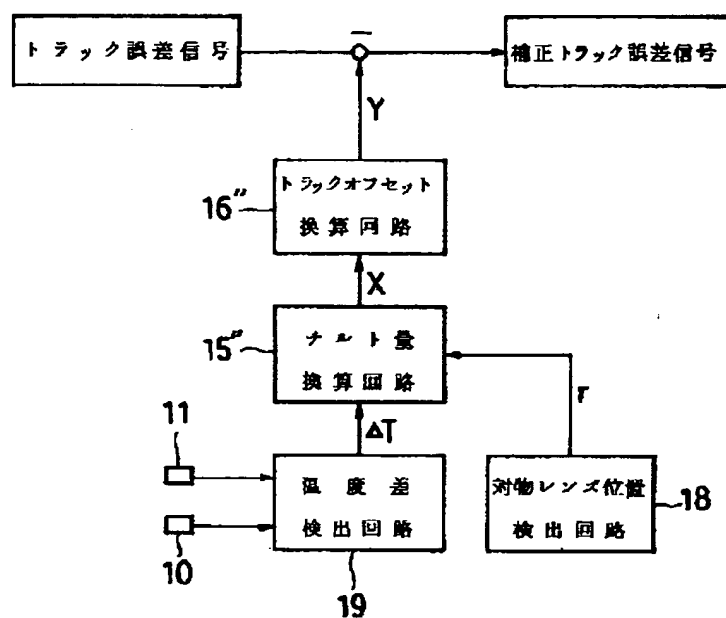 トラック誤差信号
−
補正トラック誤差信号
Y
トラックオフセット
換算回路
16″
X
チルト量
換算回路
15″
r
11
ΔT
温度差
検出回路
対物レンズ位置
検出回路
18
10
19